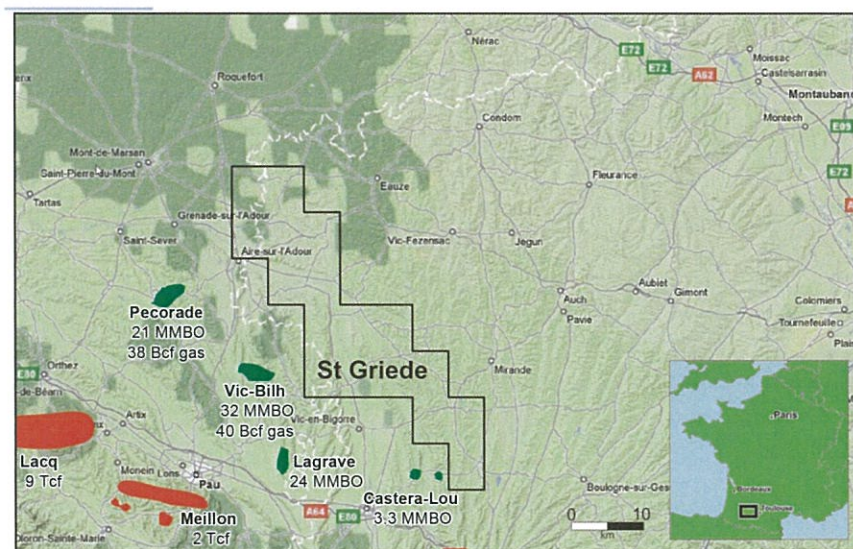 Nérac
E72
E72
A62
Moissac
Castelsarrasin
Roquefort
Montauban
E72
Condom
Montech
Mont-de-Marsan
Saint-Pierre-du-Mont
Eauze
Fleurance
Tartas
Grenade-sur-l'Adour
Saint-Sever
Vic-Fezensac
Jegun
Aire-sur-l'Adour
Aubiet
Gimont
Auch
Pavie
Colomiers
Tournefeuille
Pecorade
21 MMBO
38 Bcf gas
E80
Orthez
St Griede
Mirande
Vic-Bilh
32 MMBO
40 Bcf gas
Vic-en-Bigorre
Artix
Paris
Lacq
9 Tcf
Monein
Lons
Pau
Lagrave
24 MMBO
Castera-Lou
3.3 MMBO
A64
E80
Meillon
2 Tcf
Oloron-Sainte-Marie
0
10
km
Bordeaux
Toulouse